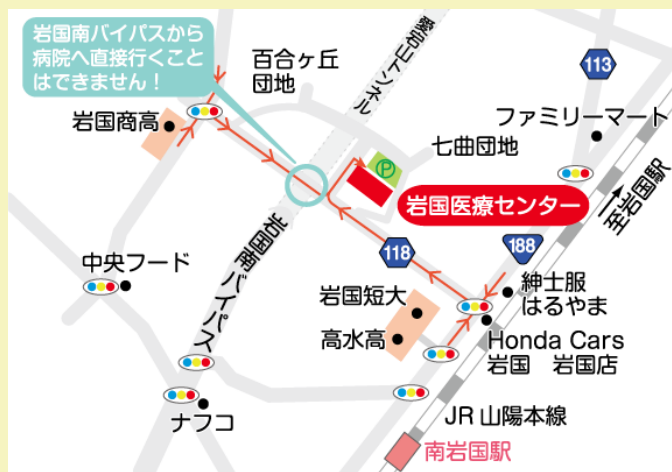 岩国南バイパスから
病院へ直接行くこと
はできません！
百合ヶ丘
団地
愛宕山トンネル
113
ファミリーマート
岩国商高
七曲団地
P
岩国医療センター
至岩国駅
岩国南バイパス
118
188
中央フード
紳士服
はるやま
岩国短大
高水高
Honda Cars
岩国 岩国店
ナフコ
JR山陽本線
南岩国駅